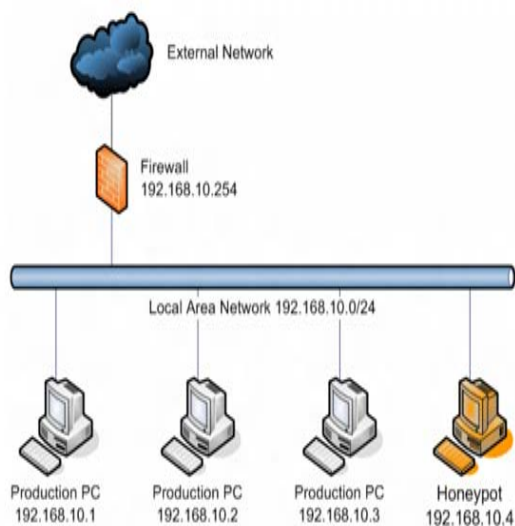 External Network
Firewall
192.168.10.254
Local Area Network 192.168.10.0/24
Production PC
192.168.10.1
Production PC
192.168.10.2
Production PC
192.168.10.3
Honeypot
192.168.10.4